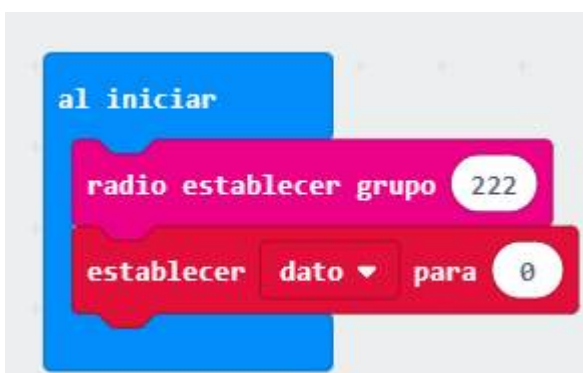 al iniciar
radio establecer grupo 222
establecer dato para 0